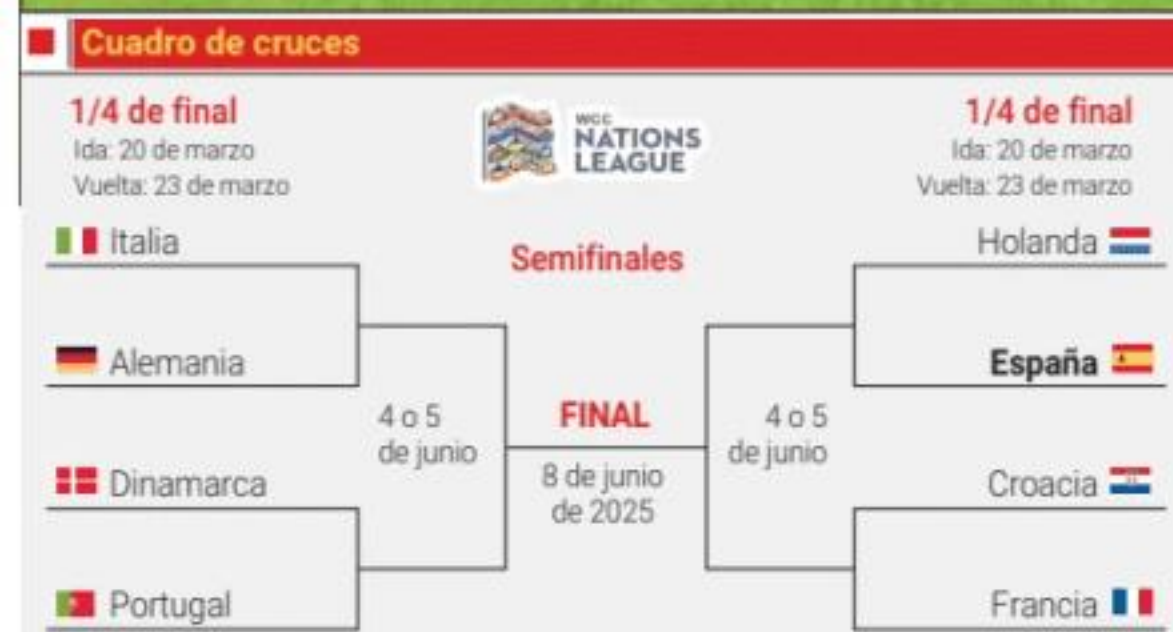 Cuadro de cruces
1/4 de final
Ida: 20 de marzo
Vuelta: 23 de marzo
WCC
NATIONS
LEAGUE
1/4 de final
Ida: 20 de marzo
Vuelta: 23 de marzo
Italia
Alemania
Dinamarca
Portugal
Semifinales
4 o 5
de junio
FINAL
8 de junio
de 2025
4 o 5
de junio
Holanda
España
Croacia
Francia